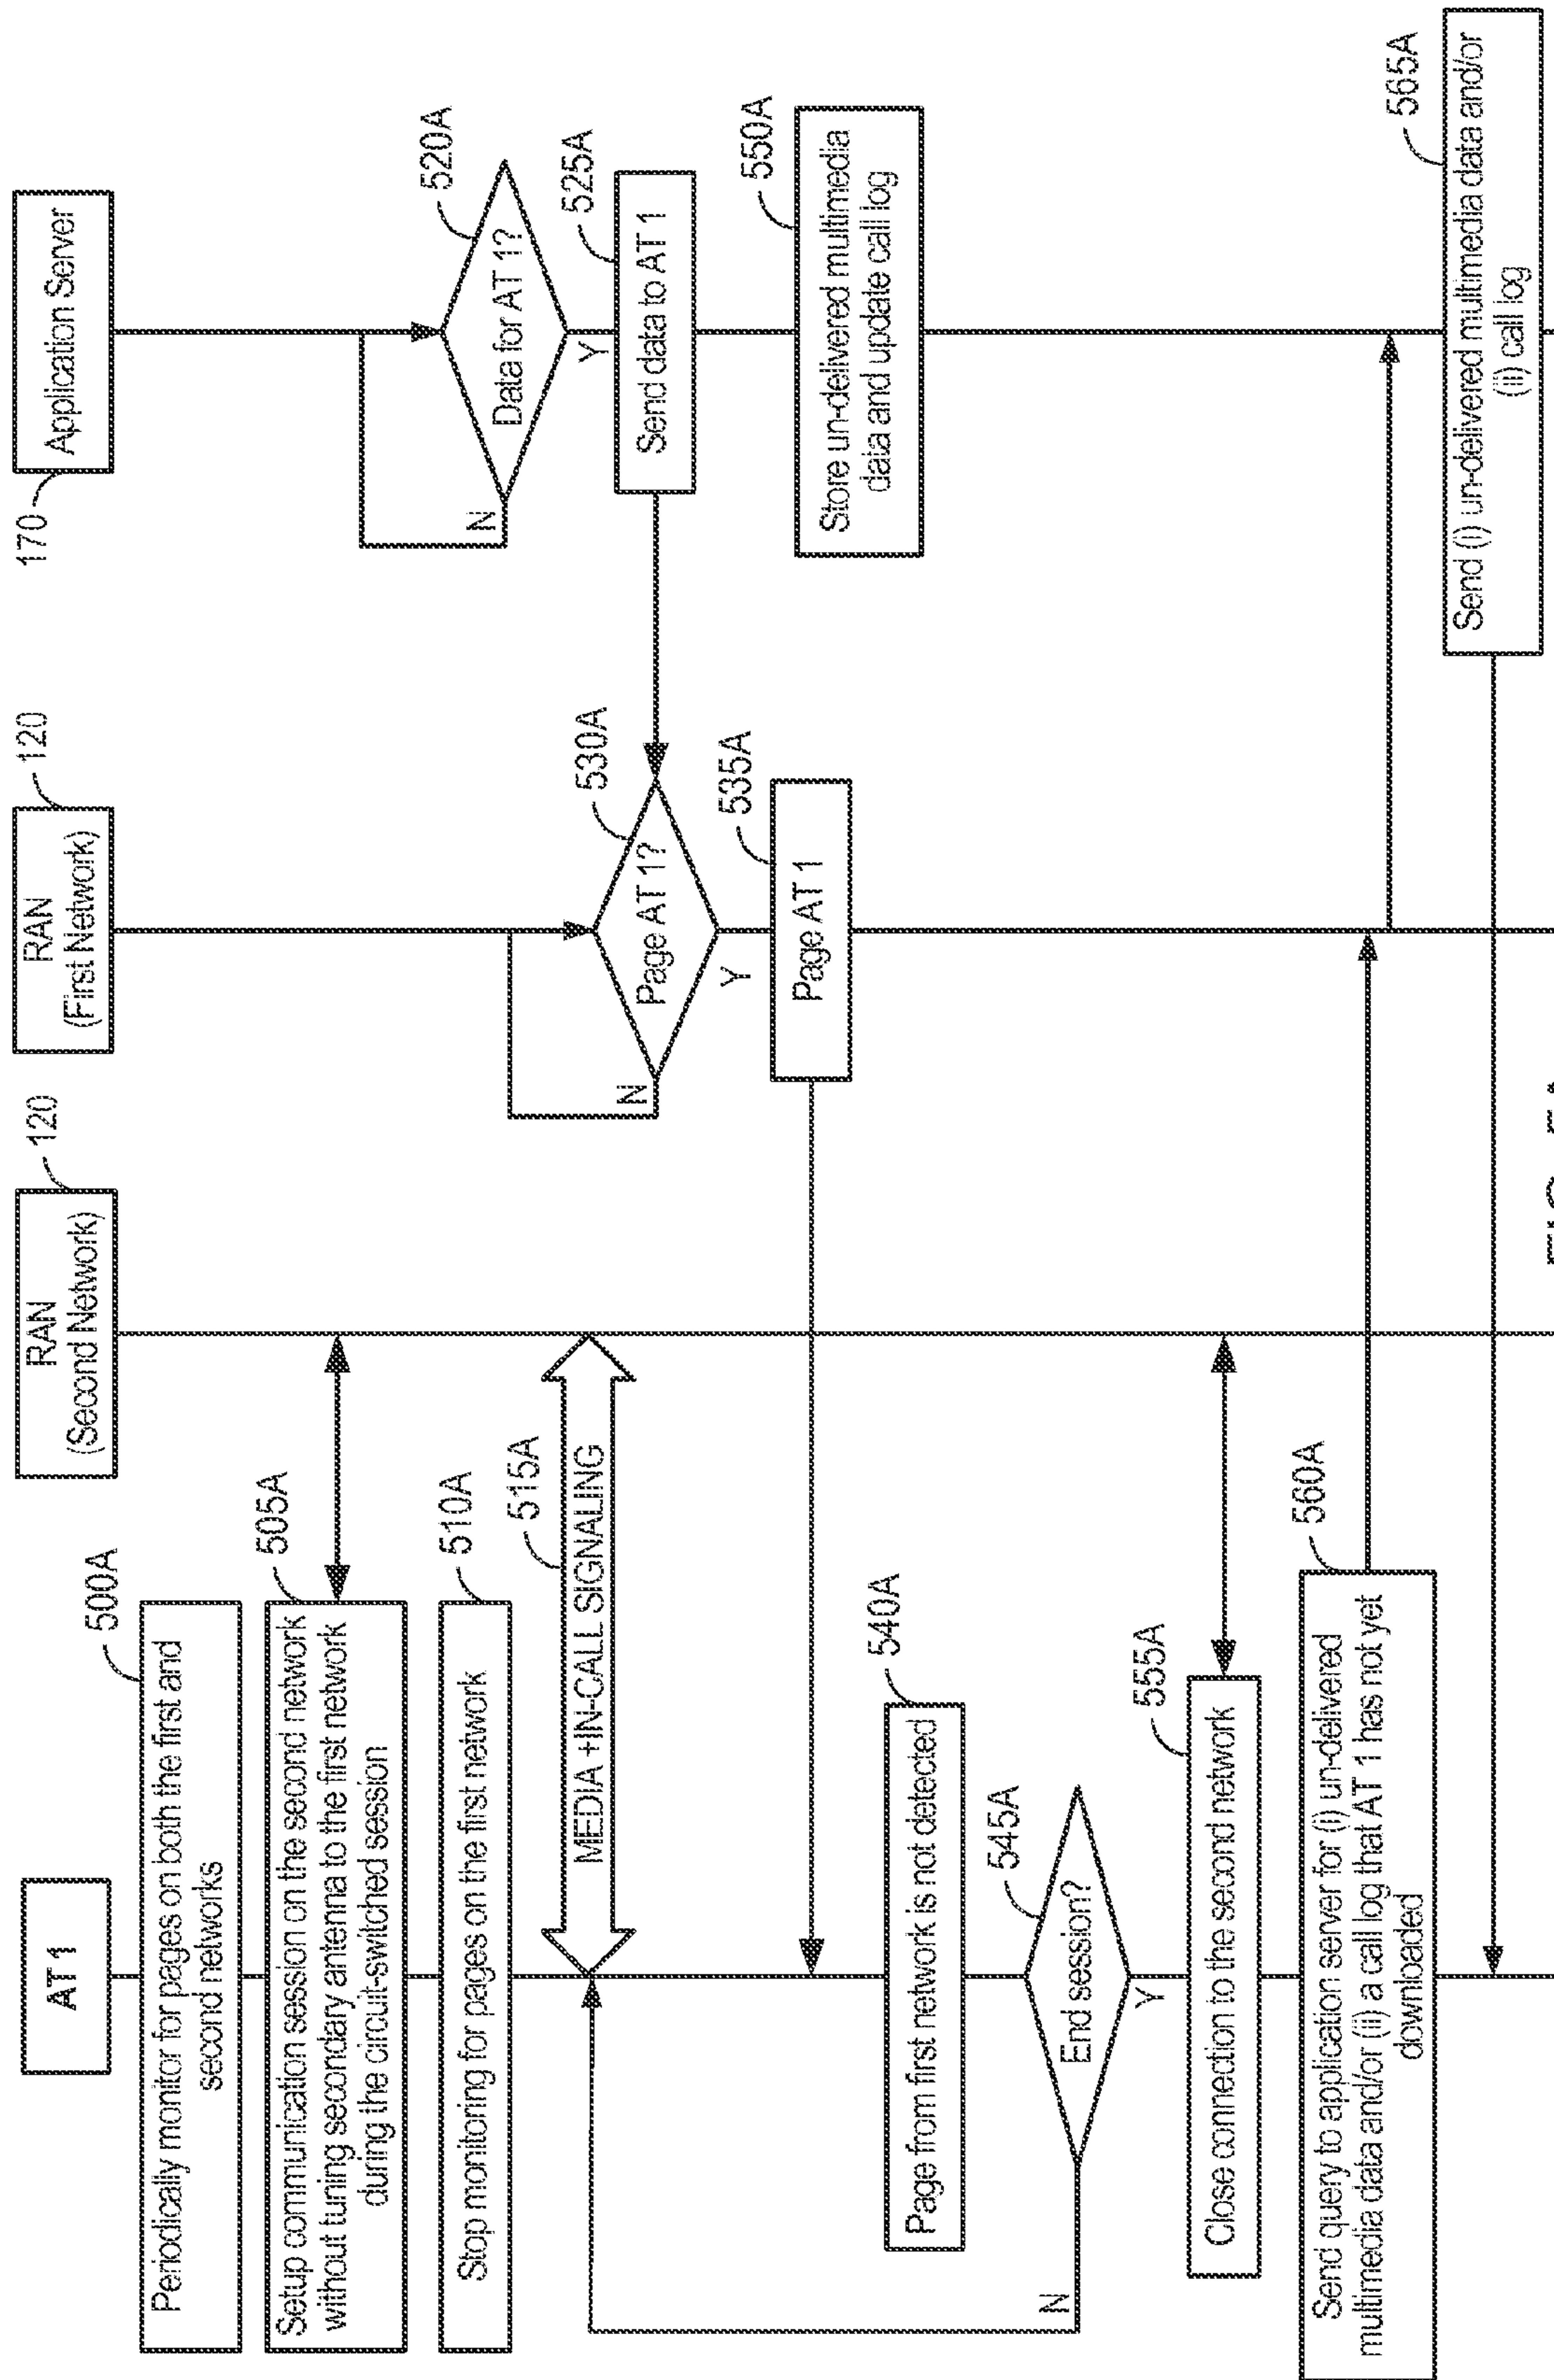 AT 1
RAN
(Second Network)
120
RAN
(First Network)
120
170
Application Server
500A
Periodically monitor for pages on both the first and
second networks
505A
Setup communication session on the second network
without tuning secondary antenna to the first network
during the circuit-switched session
510A
Stop monitoring for pages on the first network
515A
MEDIA +IN-CALL SIGNALING
520A
Data for AT 1?
N
Y
525A
Send data to AT 1
530A
Page AT 1?
N
Y
535A
Page AT 1
540A
Page from first network is not detected
545A
End session?
N
Y
550A
Store un-delivered multimedia
data and update call log
555A
Close connection to the second network
560A
Send query to application server for (i) un-delivered
multimedia data and/or (ii) a call log that AT 1 has not yet
downloaded
565A
Send (i) un-delivered multimedia data and/or
(ii) call log